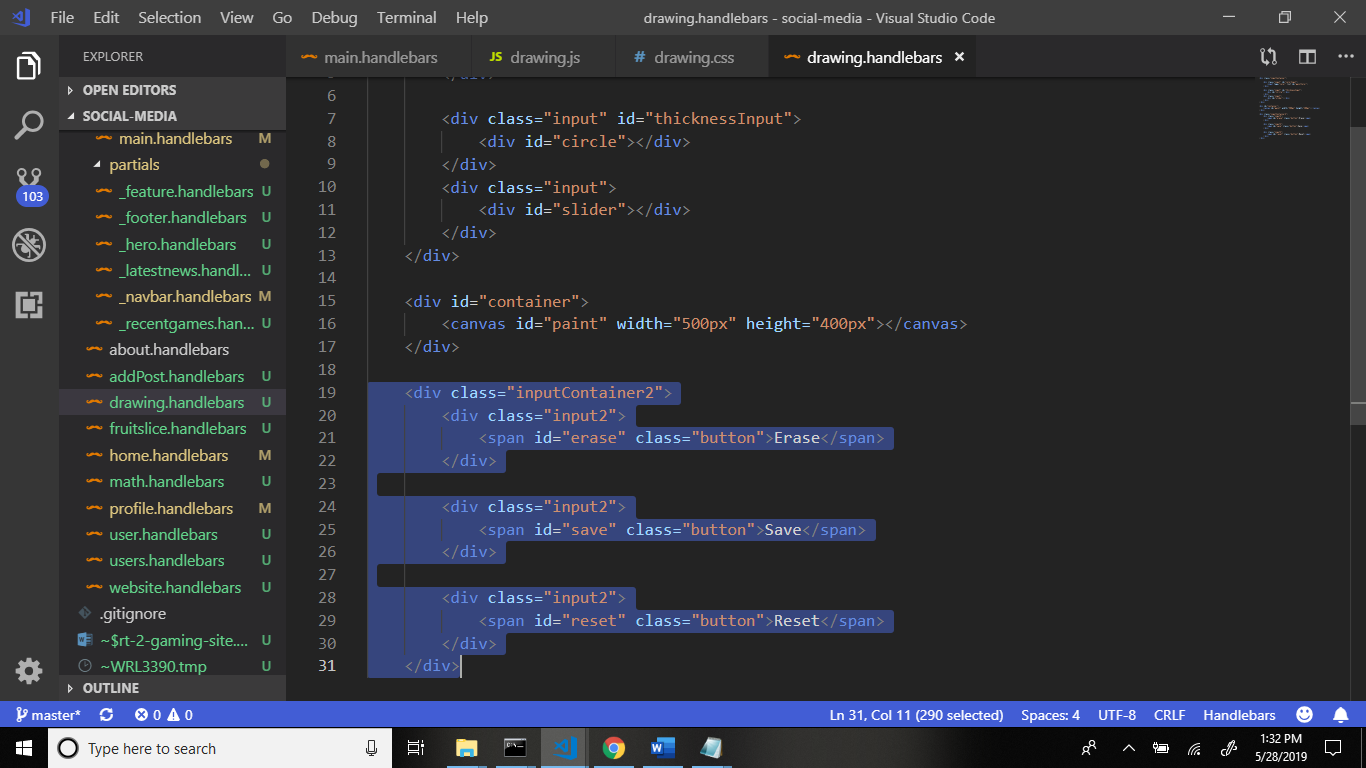 File Edit Selection View Go Debug Terminal Help drawing.handlebars - social-media - Visual Studio Code
EXPLORER
OPEN EDITORS
SOCIAL-MEDIA
main.handlebars M
partials
_feature.handlebars U
_footer.handlebars U
_hero.handlebars U
_latestnews.handl... U
_navbar.handlebars M
_recentgames.han... U
about.handlebars
addPost.handlebars U
drawing.handlebars U
fruitslice.handlebars U
home.handlebars M
math.handlebars U
profile.handlebars M
user.handlebars U
users.handlebars U
website.handlebars U
.gitignore
~$rt-2-gaming-site.... U
~WRL3390.tmp U
OUTLINE
103
main.handlebars JS drawing.js # drawing.css drawing.handlebars
6
7 <div class="input" id="thicknessInput">
8 <div id="circle"></div>
9 </div>
10 <div class="input">
11 <div id="slider"></div>
12 </div>
13 </div>
14
15 <div id="container">
16 <canvas id="paint" width="500px" height="400px"></canvas>
17 </div>
18
19 <div class="inputContainer2">
20 <div class="input2">
21 <span id="erase" class="button">Erase</span>
22 </div>
23
24 <div class="input2">
25 <span id="save" class="button">Save</span>
26 </div>
27
28 <div class="input2">
29 <span id="reset" class="button">Reset</span>
30 </div>
31 </div>
master* 0 0 Ln 31, Col 11 (290 selected) Spaces: 4 UTF-8 CRLF Handlebars
Type here to search
1:32 PM
5/28/2019